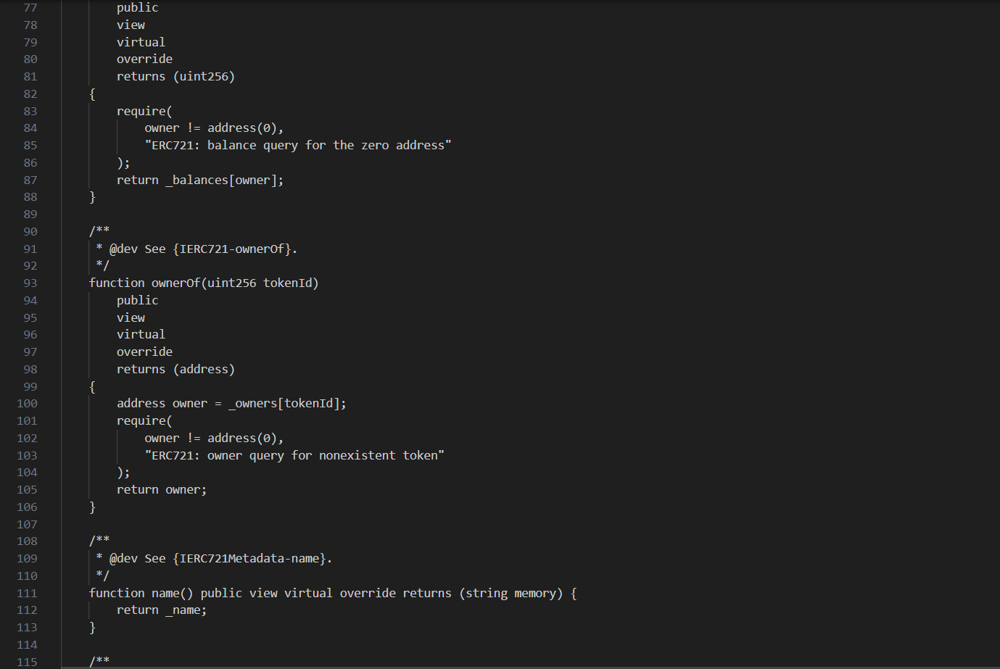 77 public
78 view
79 virtual
80 override
81 returns (uint256)
82 {
83 require(
84 owner != address(0),
85 "ERC721: balance query for the zero address"
86 );
87 return _balances[owner];
88 }
89
90 /**
91 * @dev See {IERC721-ownerOf}.
92 */
93 function ownerOf(uint256 tokenId)
94 public
95 view
96 virtual
97 override
98 returns (address)
99 {
100 address owner = _owners[tokenId];
101 require(
102 owner != address(0),
103 "ERC721: owner query for nonexistent token"
104 );
105 return owner;
106 }
107
108 /**
109 * @dev See {IERC721Metadata-name}.
110 */
111 function name() public view virtual override returns (string memory) {
112 return _name;
113 }
114
115 /**